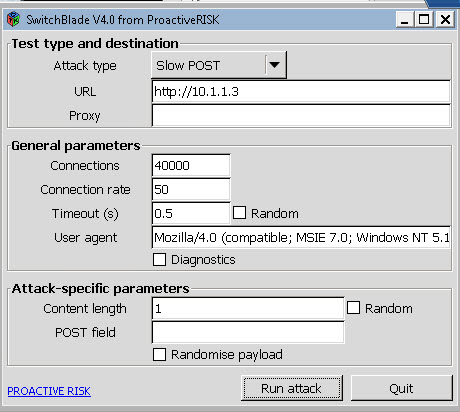 SwitchBlade V4.0 from ProactiveRISK
Test type and destination
Attack type Slow POST
URL http://10.1.1.3
Proxy
General parameters
Connections 40000
Connection rate 50
Timeout (s) 0.5 Random
User agent Mozilla/4.0 (compatible; MSIE 7.0; Windows NT 5.1
Diagnostics
Attack-specific parameters
Content length 1 Random
POST field
Randomise payload
PROACTIVE RISK Run attack Quit